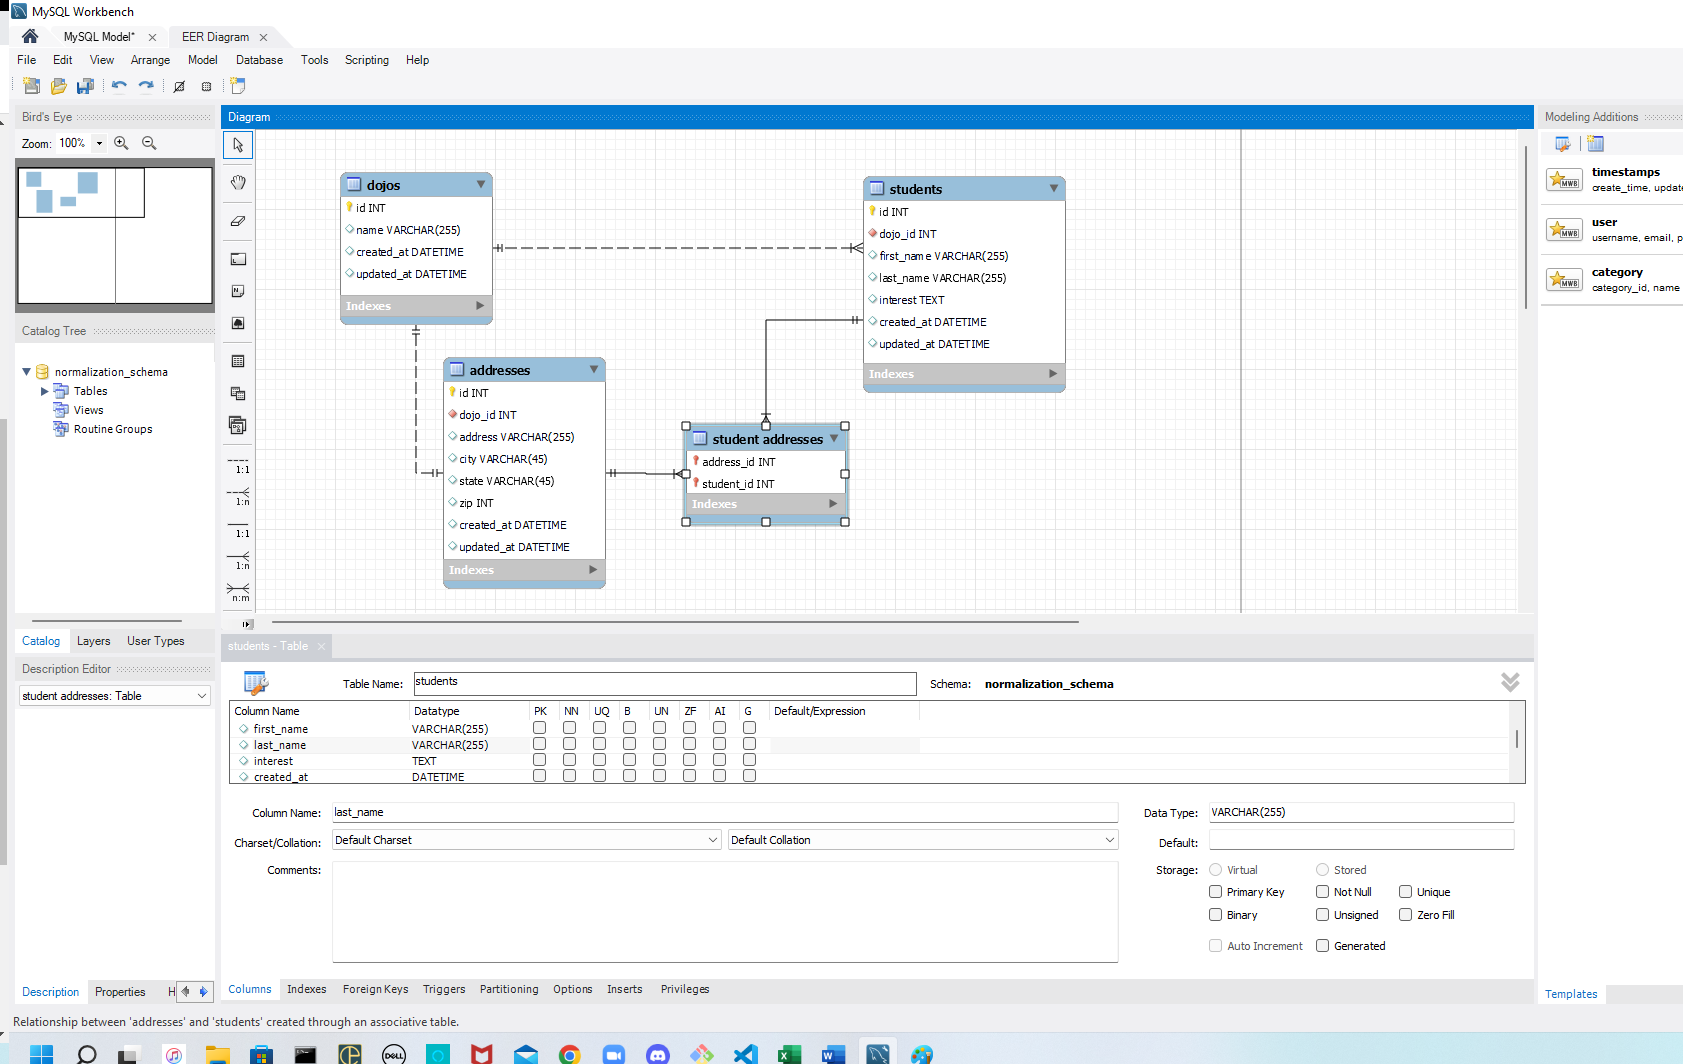 MySQL Workbench
MySQL Model*
EER Diagram
File Edit View Arrange Model Database Tools Scripting Help
Bird's Eye
Zoom: 100%
Diagram
Modeling Additions
timestamps
create_time, update
user
username, email, p
category
category_id, name
dojos
id INT
name VARCHAR(255)
created_at DATETIME
updated_at DATETIME
Indexes
students
id INT
dojo_id INT
first_name VARCHAR(255)
last_name VARCHAR(255)
interest TEXT
created_at DATETIME
updated_at DATETIME
Indexes
addresses
id INT
dojo_id INT
address VARCHAR(255)
city VARCHAR(45)
state VARCHAR(45)
zip INT
created_at DATETIME
updated_at DATETIME
Indexes
student addresses
address_id INT
student_id INT
Indexes
1:1
1:n
1:1
1:n
n:m
Catalog Tree
normalization_schema
Tables
Views
Routine Groups
Catalog Layers User Types
Description Editor
student addresses: Table
students - Table
Table Name: students
Schema: normalization_schema
Column Name Datatype PK NN UQ B UN ZF AI G Default/Expression
first_name VARCHAR(255)
last_name VARCHAR(255)
interest TEXT
created_at DATETIME
Column Name: last_name
Data Type: VARCHAR(255)
Charset/Collation: Default Charset Default Collation
Default:
Comments:
Storage: Virtual Stored
Primary Key Not Null Unique
Binary Unsigned Zero Fill
Auto Increment Generated
Description Properties H
Columns Indexes Foreign Keys Triggers Partitioning Options Inserts Privileges
Templates
Relationship between 'addresses' and 'students' created through an associative table.
DELL